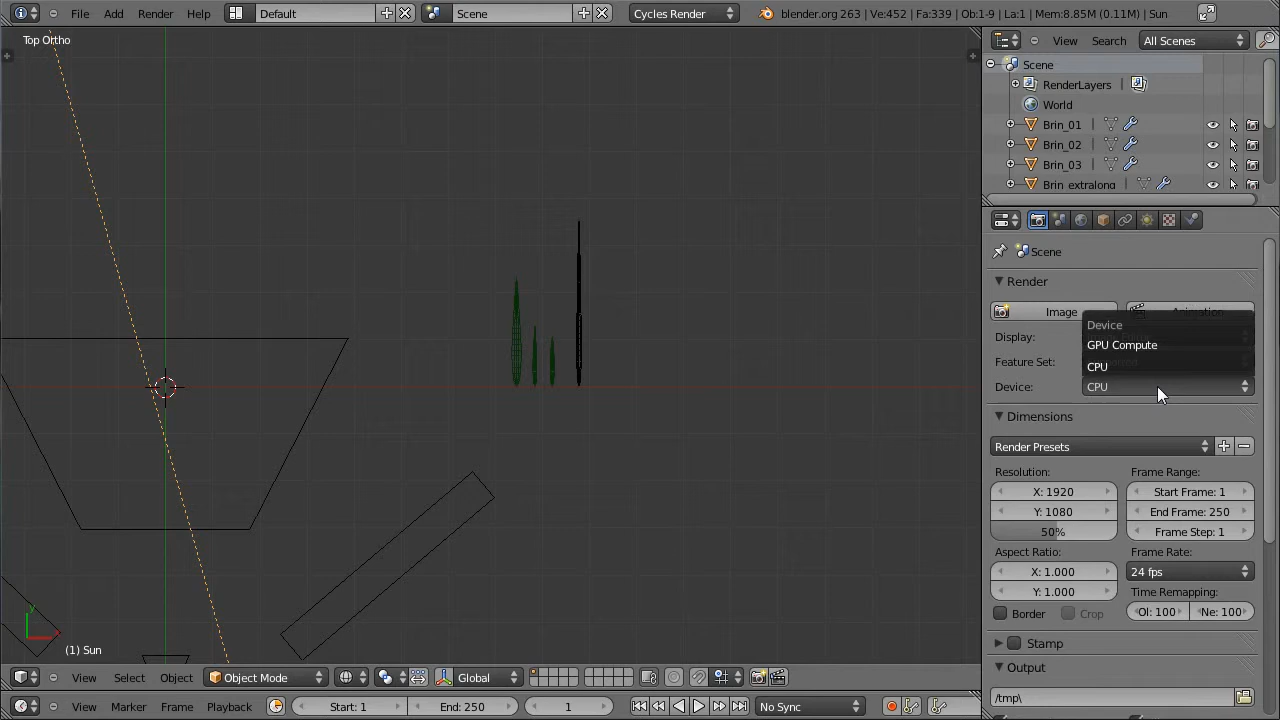 File Add Render Help Default Scene Cycles Render blender.org 263 | Ve:452 | Fa:339 | Ob:1-9 | La:1 | Mem:8.85M (0.11M) | Sun
Top Ortho
View Search All Scenes
Scene
RenderLayers |
World
Brin_01 |
Brin_02 |
Brin_03 |
Brin_extralong |
Scene
Render
Image Animation
Display:
Device
GPU Compute
Feature Set:
CPU
Device: CPU
Dimensions
Render Presets
Resolution: Frame Range:
X: 1920 Start Frame: 1
Y: 1080 End Frame: 250
50% Frame Step: 1
Aspect Ratio: Frame Rate:
X: 1.000 24 fps
Y: 1.000 Time Remapping:
Border Crop Ol: 100 Ne: 100
Stamp
Output
/tmp\
y
(1) Sun
View Select Object Object Mode Global
View Marker Frame Playback Start: 1 End: 250 1 No Sync